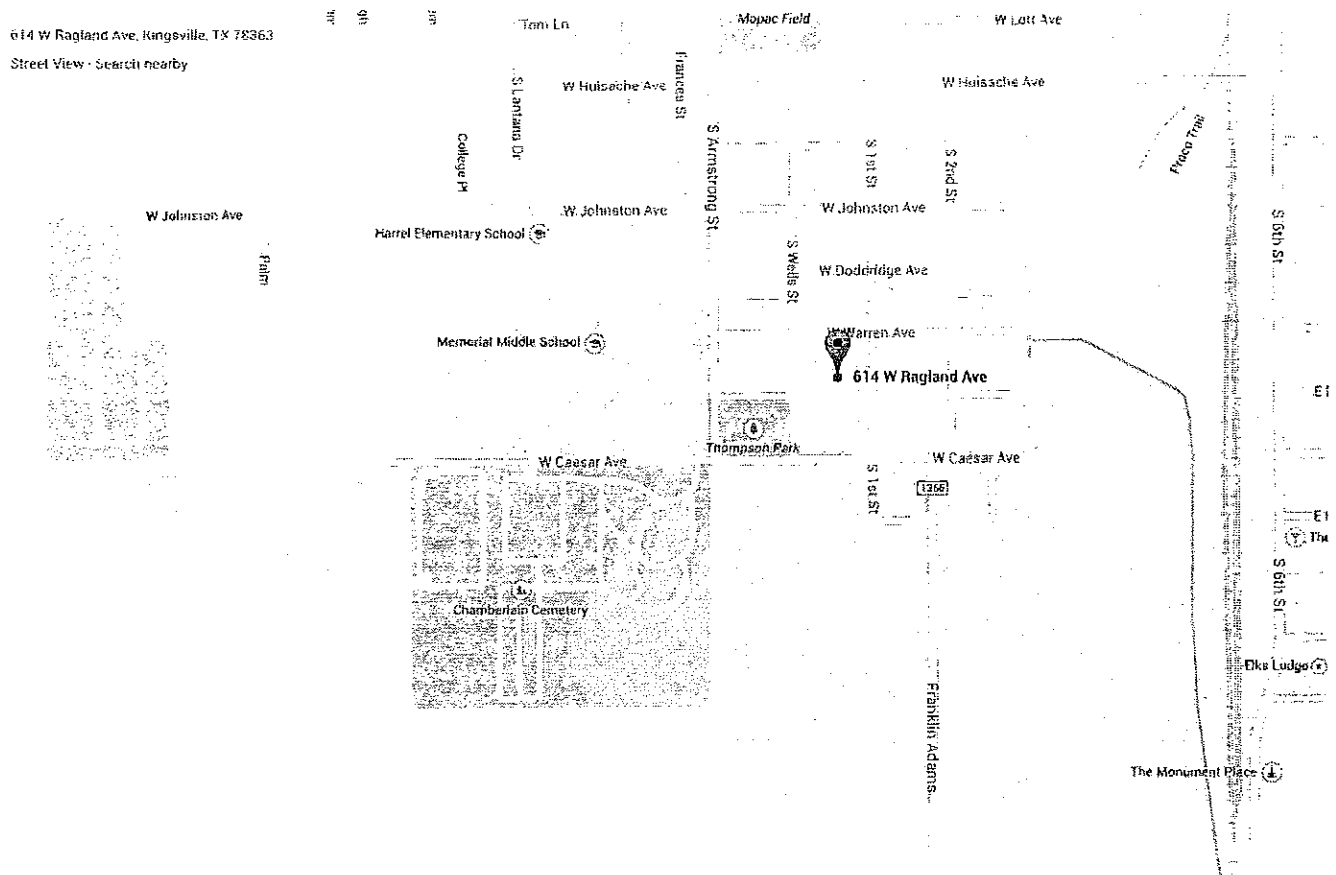 614 W Ragland Ave, Kingsville, TX 78363
Street View · Search nearby
Tom Ln
Mopac Field
W Lott Ave
Frances St
S Lantana Dr
W Huisache Ave
W Huisache Ave
College Pl
S Armstrong St
S 1st St
S 2nd St
W Johnston Ave
W Johnston Ave
W Johnston Ave
S 6th St
Harrel Elementary School
Palm
S Wells St
W Doddridge Ave
W Warren Ave
Memorial Middle School
614 W Ragland Ave
E1
Thompson Park
W Caesar Ave
W Caesar Ave
S 1st St
1356
E1
The
S 6th St
Chamberlain Cemetery
Elks Lodge
Franklin Adams
The Monument Place